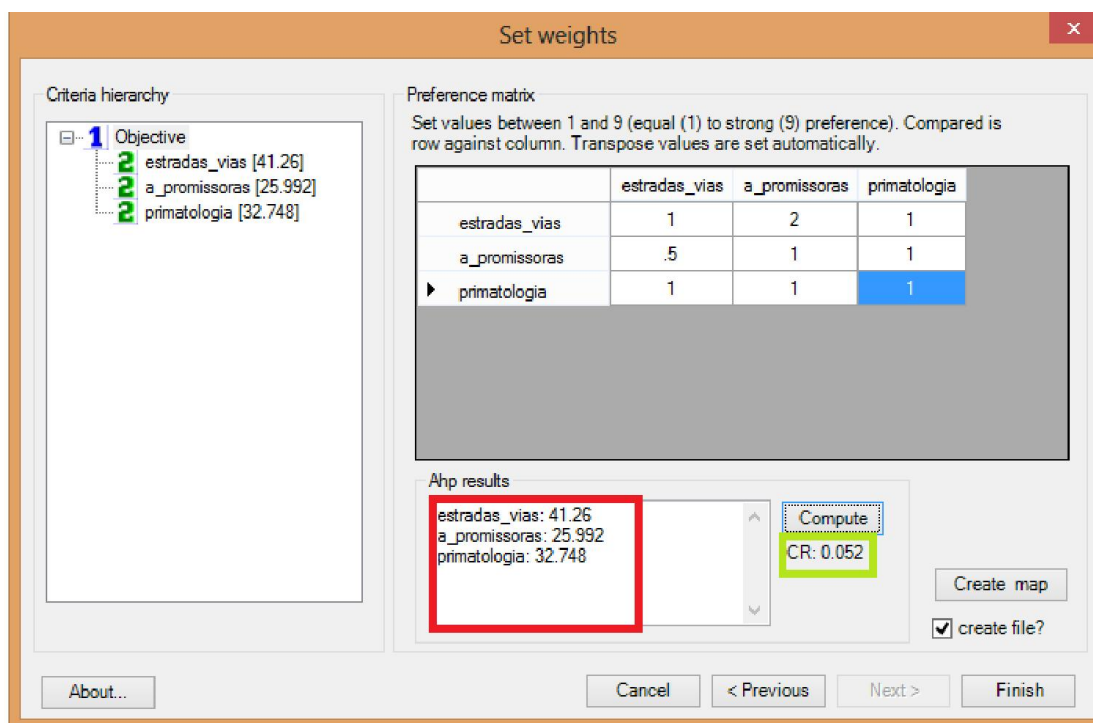 Set weights
x
Criteria hierarchy
1 Objective
2 estradas_vias [41.26]
2 a_promissoras [25.992]
2 primatologia [32.748]
Preference matrix
Set values between 1 and 9 (equal (1) to strong (9) preference). Compared is
row against column. Transpose values are set automatically.
estradas_vias a_promissoras primatologia
estradas_vias 1 2 1
a_promissoras .5 1 1
primatologia 1 1 1
Ahp results
estradas_vias: 41.26
a_promissoras: 25.992
primatologia: 32.748
Compute
CR: 0.052
Create map
create file?
About...
Cancel
< Previous
Next >
Finish